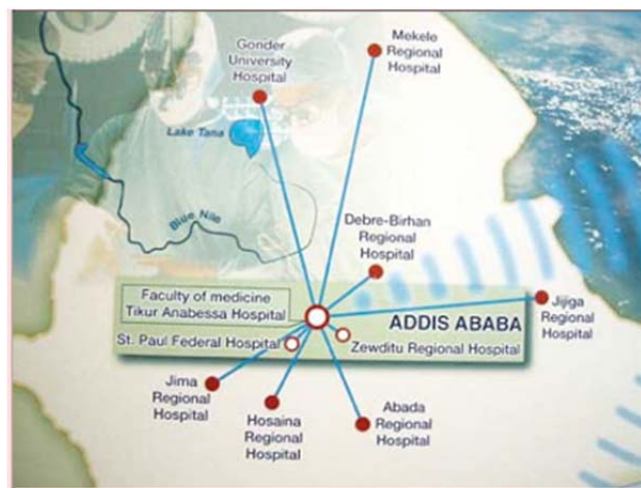 Gonder
University
Hospital
Mekele
Regional
Hospital
Lake Tana
Blue Nile
Debre-Birhan
Regional
Hospital
Faculty of medicine
Tikur Anabessa Hospital
ADDIS ABABA
Jijiga
Regional
Hospital
St. Paul Federal Hospital
Zewditu Regional Hospital
Jima
Regional
Hospital
Hosaina
Regional
Hospital
Abada
Regional
Hospital